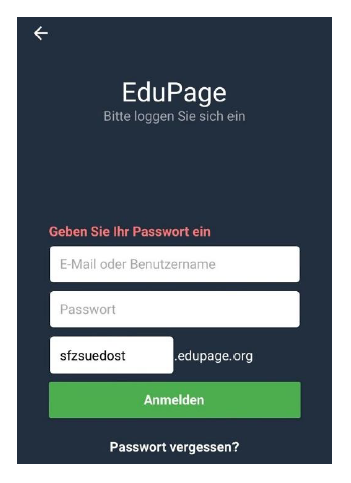 EduPage
Bitte loggen Sie sich ein
Geben Sie Ihr Passwort ein
E-Mail oder Benutzername
Passwort
sfzsuedost .edupage.org
Anmelden
Passwort vergessen?